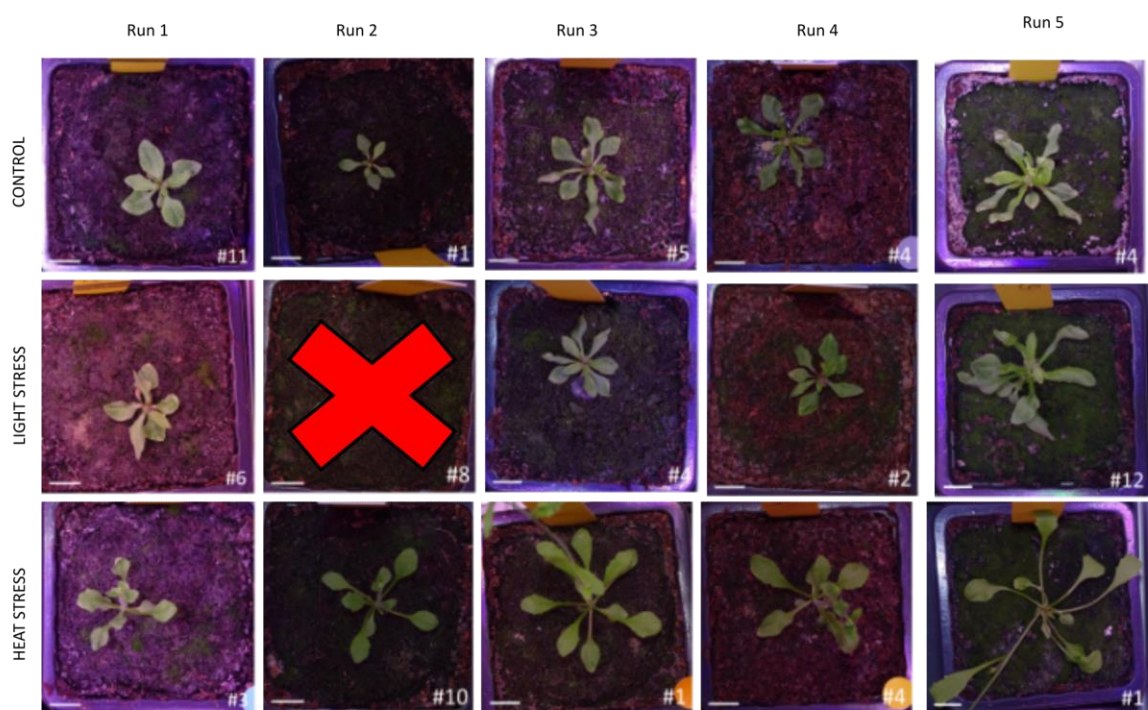 Run 1 Run 2 Run 3 Run 4 Run 5
CONTROL
#11 #1 #5 #4 #4
LIGHT STRESS
#6 #8 #4 #2 #12
HEAT STRESS
#3 #10 #1 #4 #1